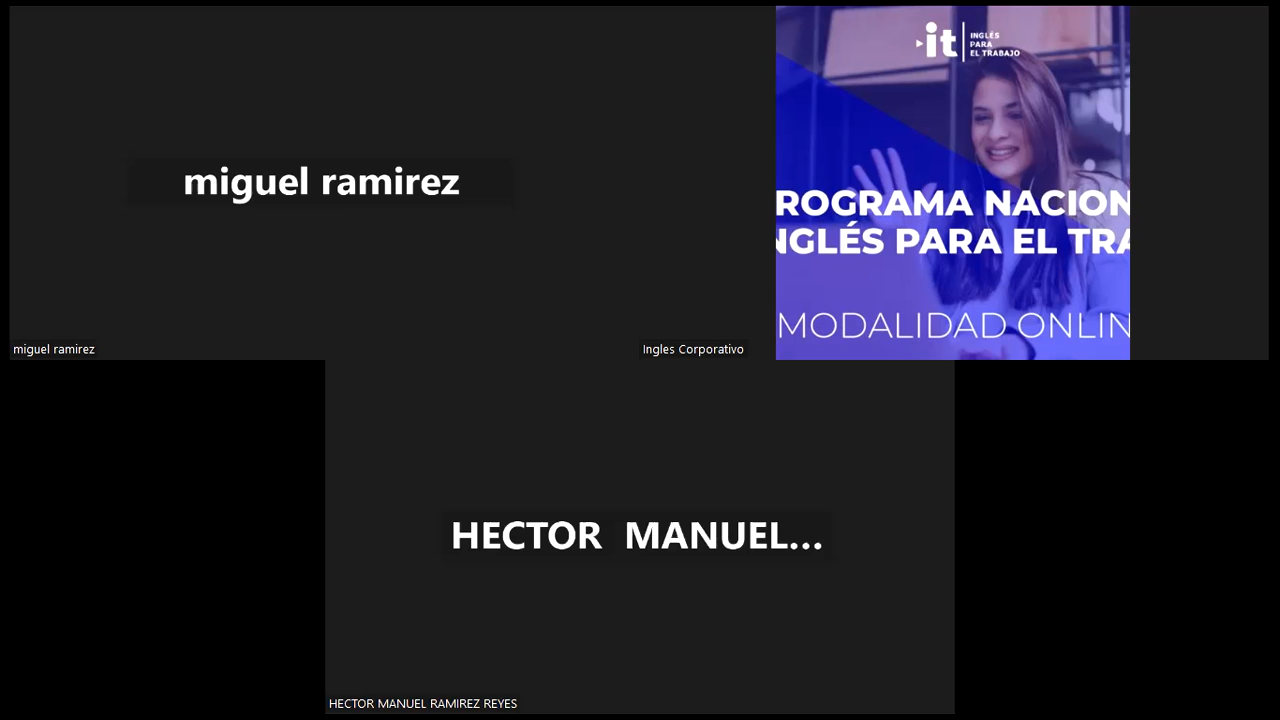 miguel ramirez
miguel ramirez
it
INGLÉS
PARA
EL TRABAJO
ROGRAMA NACION
NGLÉS PARA EL TRA
MODALIDAD ONLIN
Ingles Corporativo
HECTOR MANUEL...
HECTOR MANUEL RAMIREZ REYES